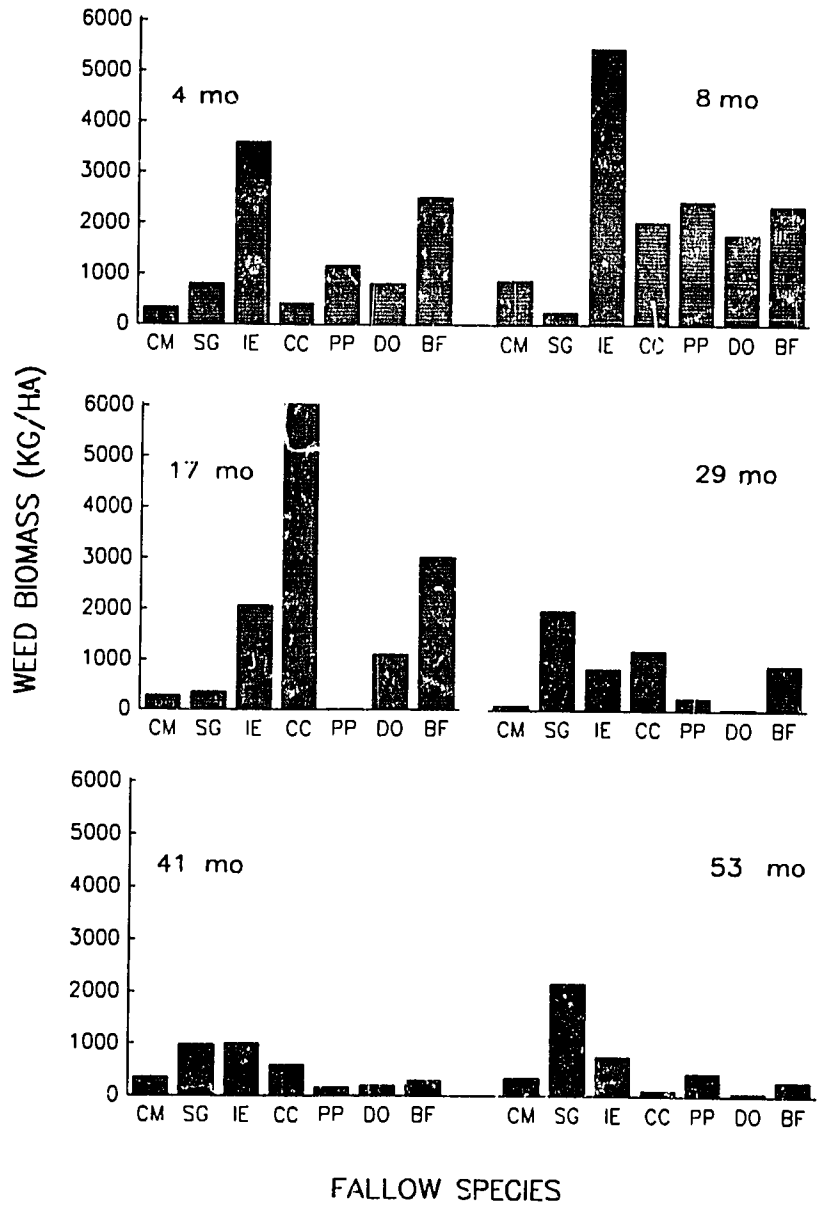 6000
5000
4000
3000
2000
1000
0
4 mo
8 mo
CM SG IE CC PP DO BF
CM SG IE CC PP DO BF
WEED BIOMASS (KG/HA)
6000
5000
4000
3000
2000
1000
0
17 mo
29 mo
CM SG IE CC PP DO BF
CM SG IE CC PP DO BF
6000
5000
4000
3000
2000
1000
0
41 mo
53 mo
CM SG IE CC PP DO BF
CM SG IE CC PP DO BF
FALLOW SPECIES